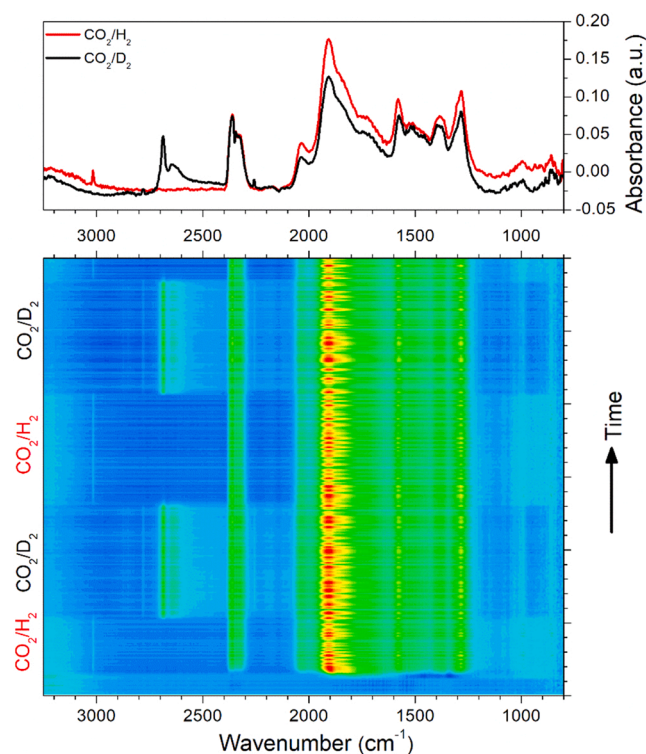 CO₂/H₂
CO₂/D₂
0.20
0.15
0.10
0.05
0.00
-0.05
Absorbance (a.u.)
3000 2500 2000 1500 1000
CO₂/D₂
CO₂/H₂
CO₂/D₂
CO₂/H₂
Time
3000 2500 2000 1500 1000
Wavenumber (cm⁻¹)